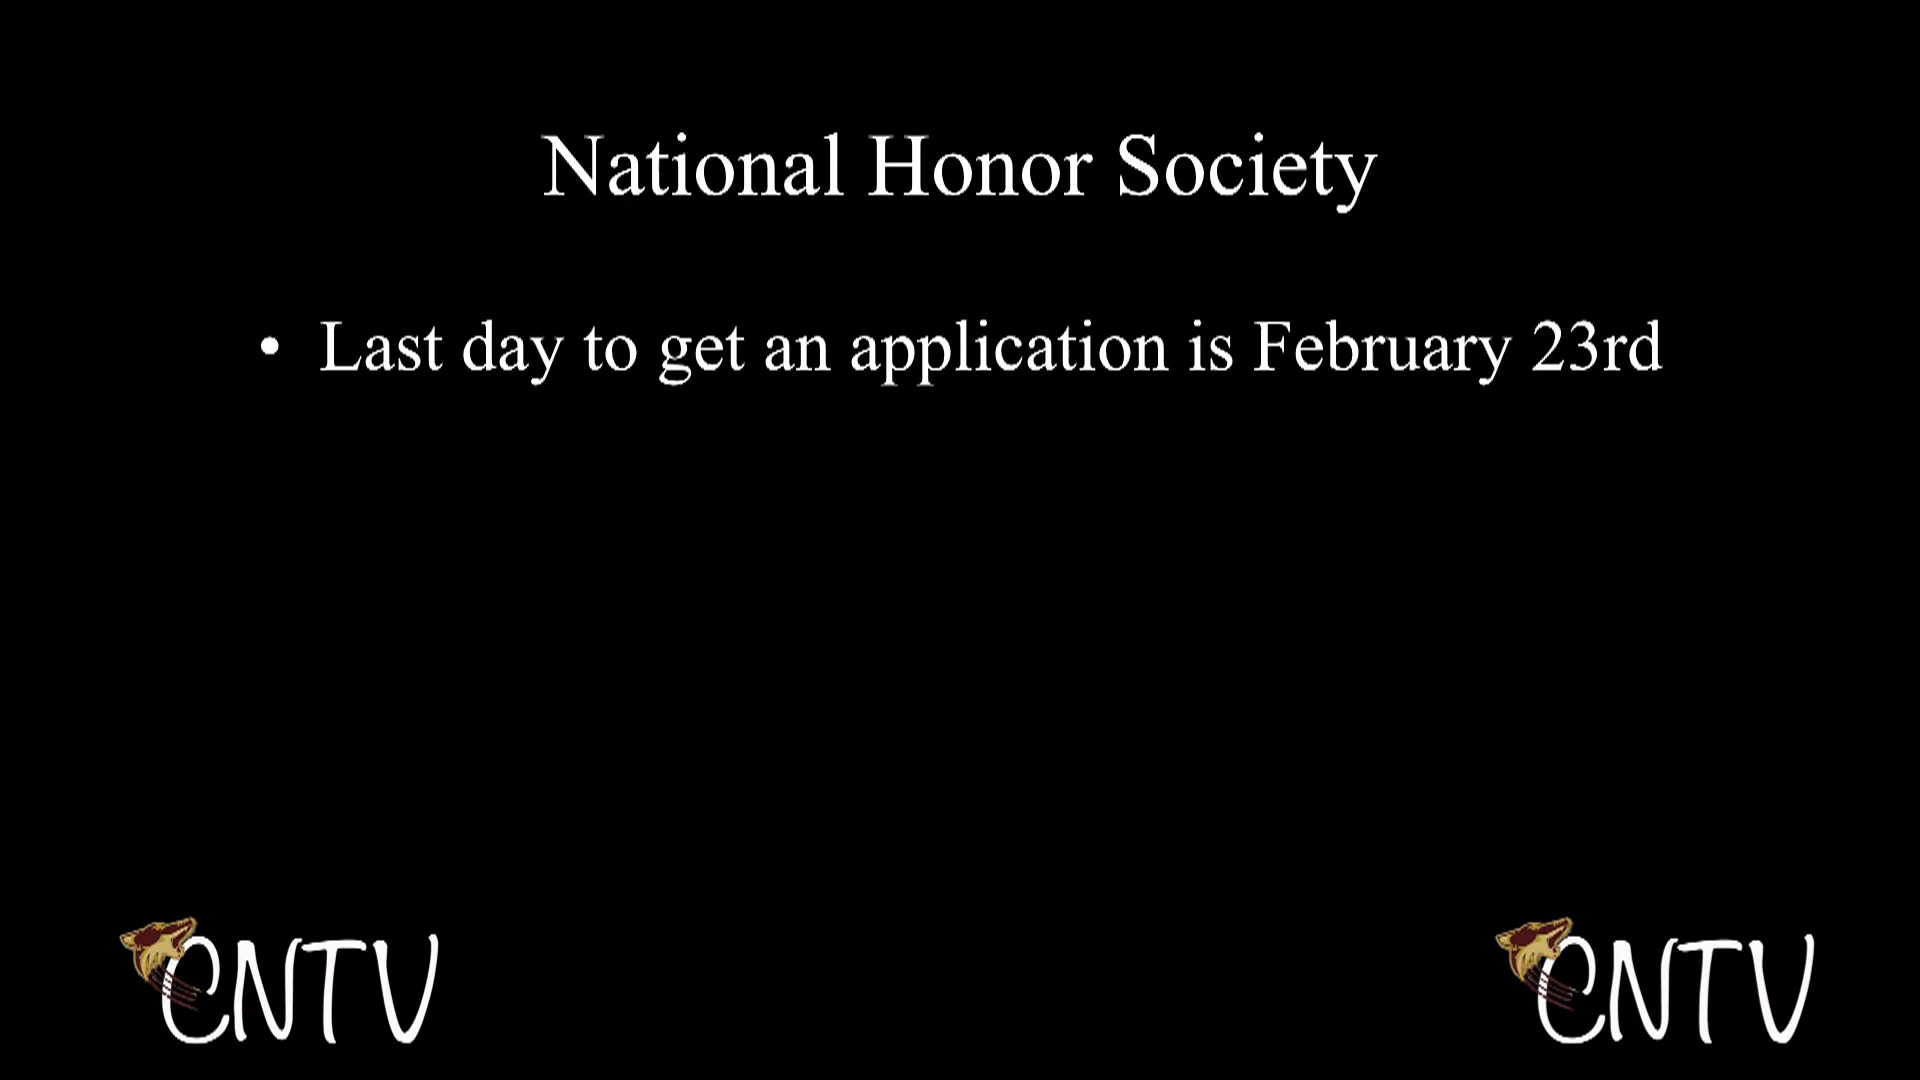 National Honor Society
• Last day to get an application is February 23rd
CNTV CNTV